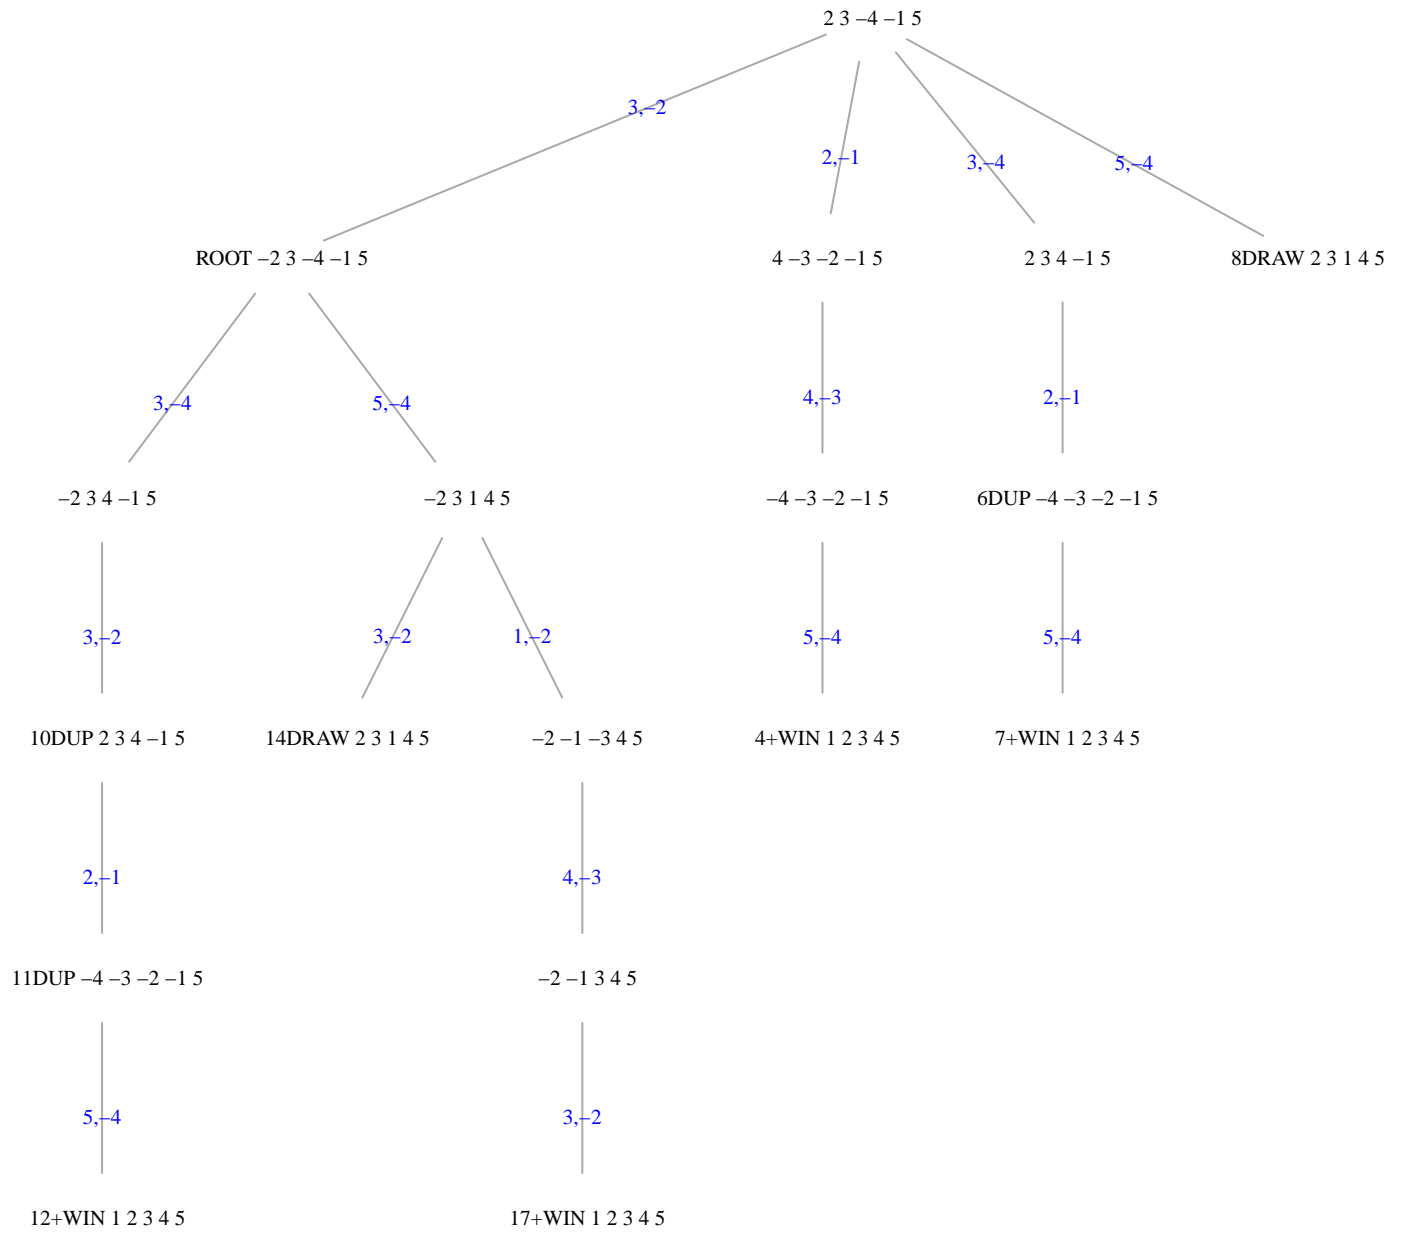 2 3 –4 –1 5
3,–2
2,–1
3,–4
5,–4
ROOT –2 3 –4 –1 5
4 –3 –2 –1 5
2 3 4 –1 5
8DRAW 2 3 1 4 5
3,–4
5,–4
4,–3
2,–1
–2 3 4 –1 5
–2 3 1 4 5
–4 –3 –2 –1 5
6DUP –4 –3 –2 –1 5
3,–2
3,–2
1,–2
5,–4
5,–4
10DUP 2 3 4 –1 5
14DRAW 2 3 1 4 5
–2 –1 –3 4 5
4+WIN 1 2 3 4 5
7+WIN 1 2 3 4 5
2,–1
4,–3
11DUP –4 –3 –2 –1 5
–2 –1 3 4 5
5,–4
3,–2
12+WIN 1 2 3 4 5
17+WIN 1 2 3 4 5